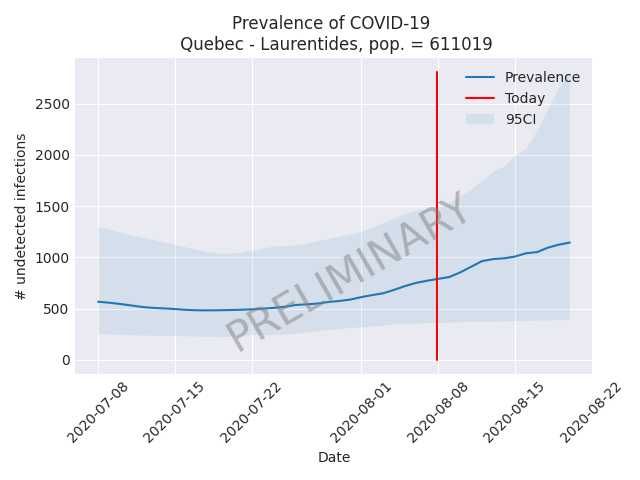 Prevalence of COVID-19
Quebec - Laurentides, pop. = 611019
Prevalence
Today
95CI
2500
2000
1500
1000
500
0
# undetected infections
PRELIMINARY
2020-07-08
2020-07-15
2020-07-22
2020-08-01
2020-08-08
2020-08-15
2020-08-22
Date